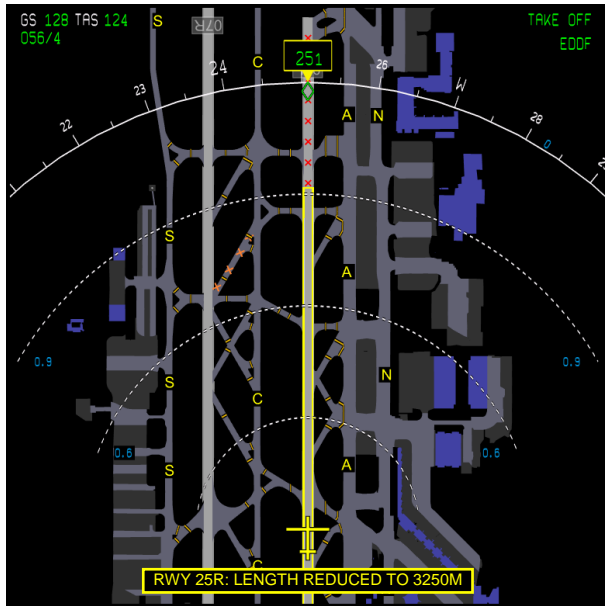 GS 128 TAS 124
056/4
TAKE OFF
EDDF
S
07R
C
251
26
24
M
23
A
N
22
28
0
S
A
0.9
0.9
S
N
C
0.6
0.6
S
A
C
RWY 25R: LENGTH REDUCED TO 3250M